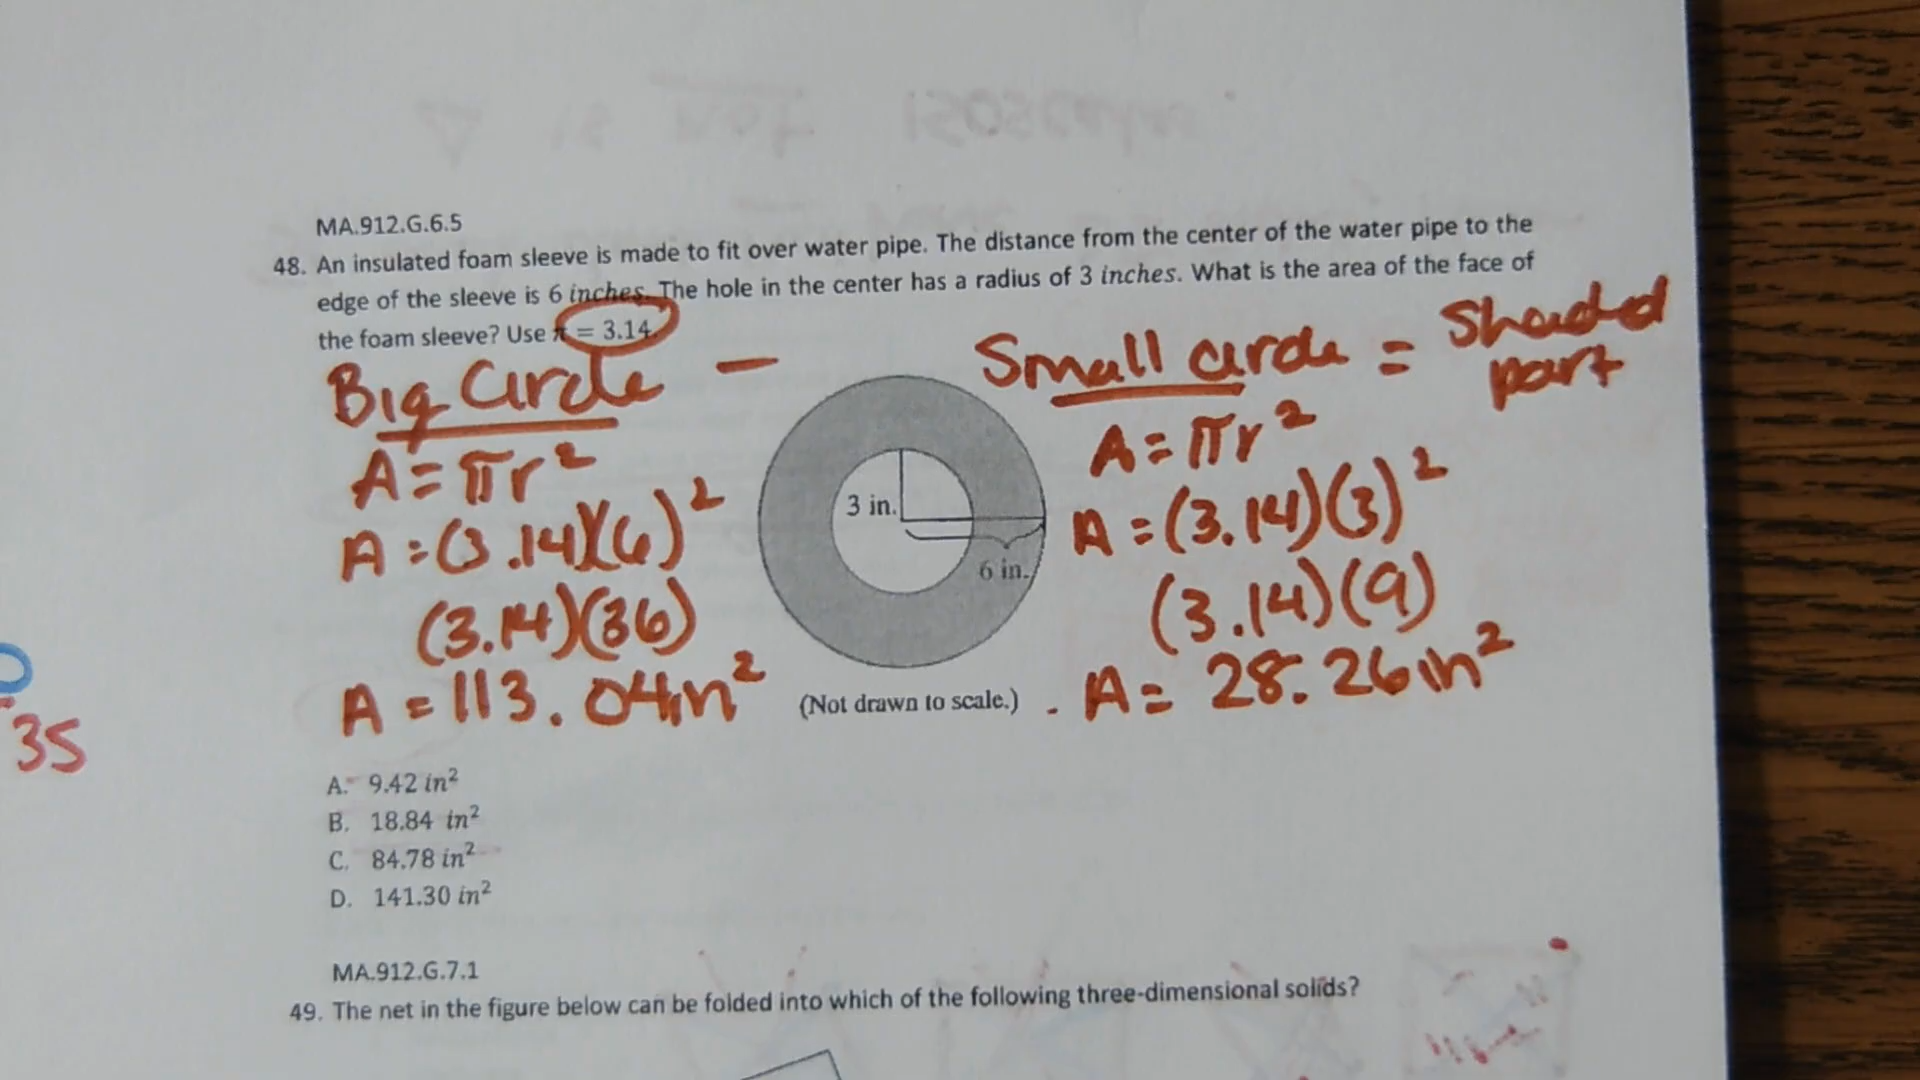 MA.912.G.6.5
48. An insulated foam sleeve is made to fit over water pipe. The distance from the center of the water pipe to the
edge of the sleeve is 6 inches. The hole in the center has a radius of 3 inches. What is the area of the face of
the foam sleeve? Use π = 3.14.
Big Circle — Small circle = Shaded part
A = πr²
A = (3.14)(6)²
(3.14)(36)
A = 113.04in²
3 in.
6 in.
(Not drawn to scale.)
A = πr²
A = (3.14)(3)²
(3.14)(9)
- A = 28.26in²
35
A. 9.42 in²
B. 18.84 in²
C. 84.78 in²
D. 141.30 in²
MA.912.G.7.1
49. The net in the figure below can be folded into which of the following three-dimensional solids?